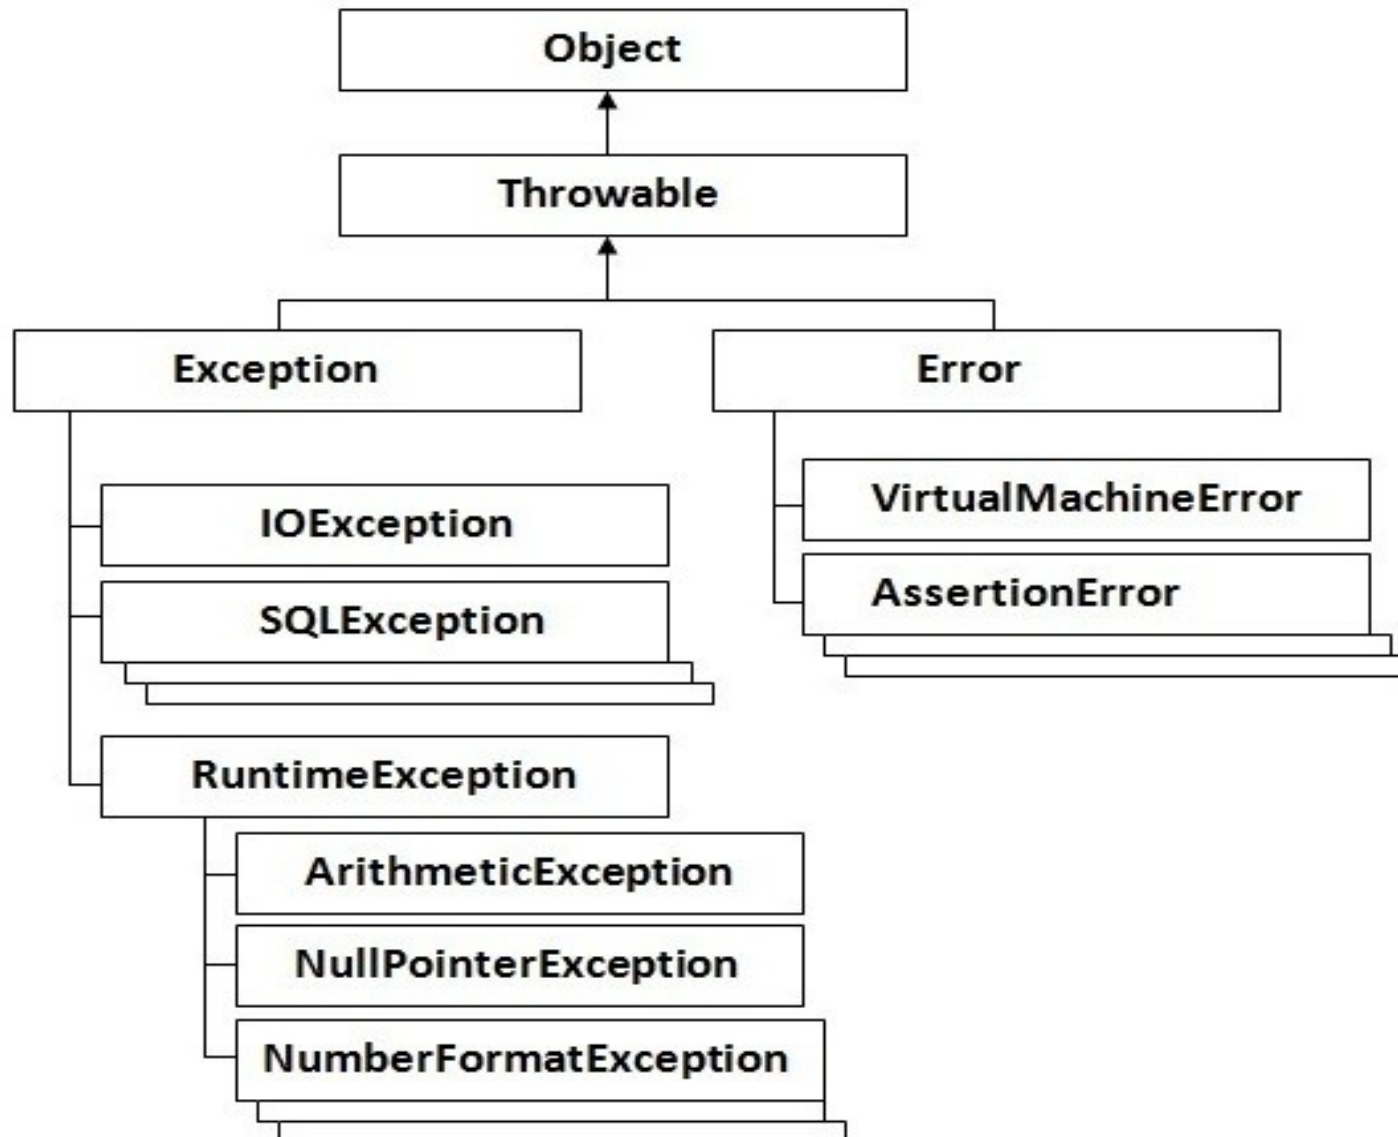 Object
Throwable
Exception
Error
IOException
SQLException
RuntimeException
ArithmeticException
NullPointerException
NumberFormatException
VirtualMachineError
AssertionError